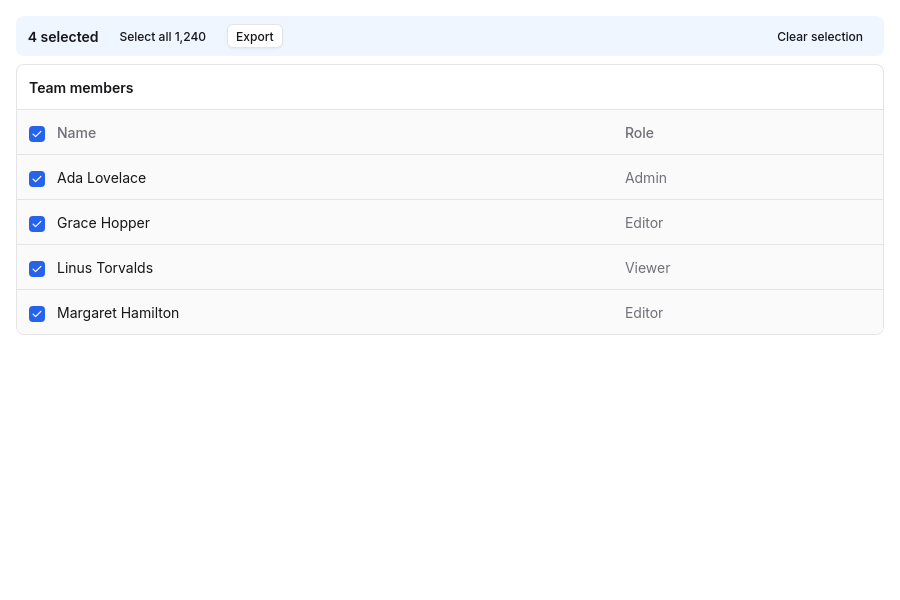 4 selected Select all 1,240 Export Clear selection
Team members
Name Role
Ada Lovelace Admin
Grace Hopper Editor
Linus Torvalds Viewer
Margaret Hamilton Editor